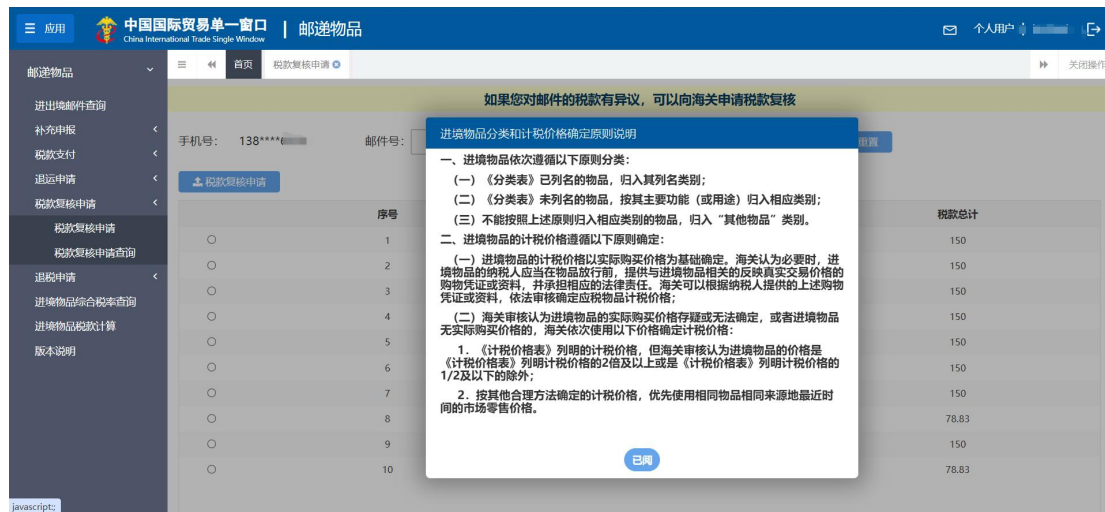 应用
中国国际贸易单一窗口 | 邮递物品
China International Trade Single Window
个人用户
邮递物品
首页
税款复核申请
关闭操作
进出境邮件查询
补充申报
税款支付
退运申请
税款复核申请
税款复核申请
税款复核申请查询
退税申请
进境物品综合税率查询
进境物品税款计算
版本说明
如果您对邮件的税款有异议，可以向海关申请税款复核
手机号： 138****
邮件号：
重置
税款复核申请
序号
税款总计
1 150
2 150
3 150
4 150
5 150
6 150
7 150
8 78.83
9 150
10 78.83
进境物品分类和计税价格确定原则说明
一、进境物品依次遵循以下原则分类：
（一）《分类表》已列名的物品，归入其列名类别；
（二）《分类表》未列名的物品，按其主要功能（或用途）归入相应类别；
（三）不能按照上述原则归入相应类别的物品，归入“其他物品”类别。
二、进境物品的计税价格遵循以下原则确定：
（一）进境物品的计税价格以实际购买价格为基础确定。海关认为必要时，进
境物品的纳税人应当在物品放行前，提供与进境物品相关的反映真实交易价格的
购物凭证或资料，并承担相应的法律责任。海关可以根据纳税人提供的上述购物
凭证或资料，依法审核确定应税物品计税价格；
（二）海关审核认为进境物品的实际购买价格存疑或无法确定，或者进境物品
无实际购买价格的，海关依次使用以下价格确定计税价格：
1．《计税价格表》列明的计税价格，但海关审核认为进境物品的价格是
《计税价格表》列明计税价格的2倍及以上或是《计税价格表》列明计税价格的
1/2及以下的除外；
2．按其他合理方法确定的计税价格，优先使用相同物品相同来源地最近时
间的市场零售价格。
已阅
javascript:;